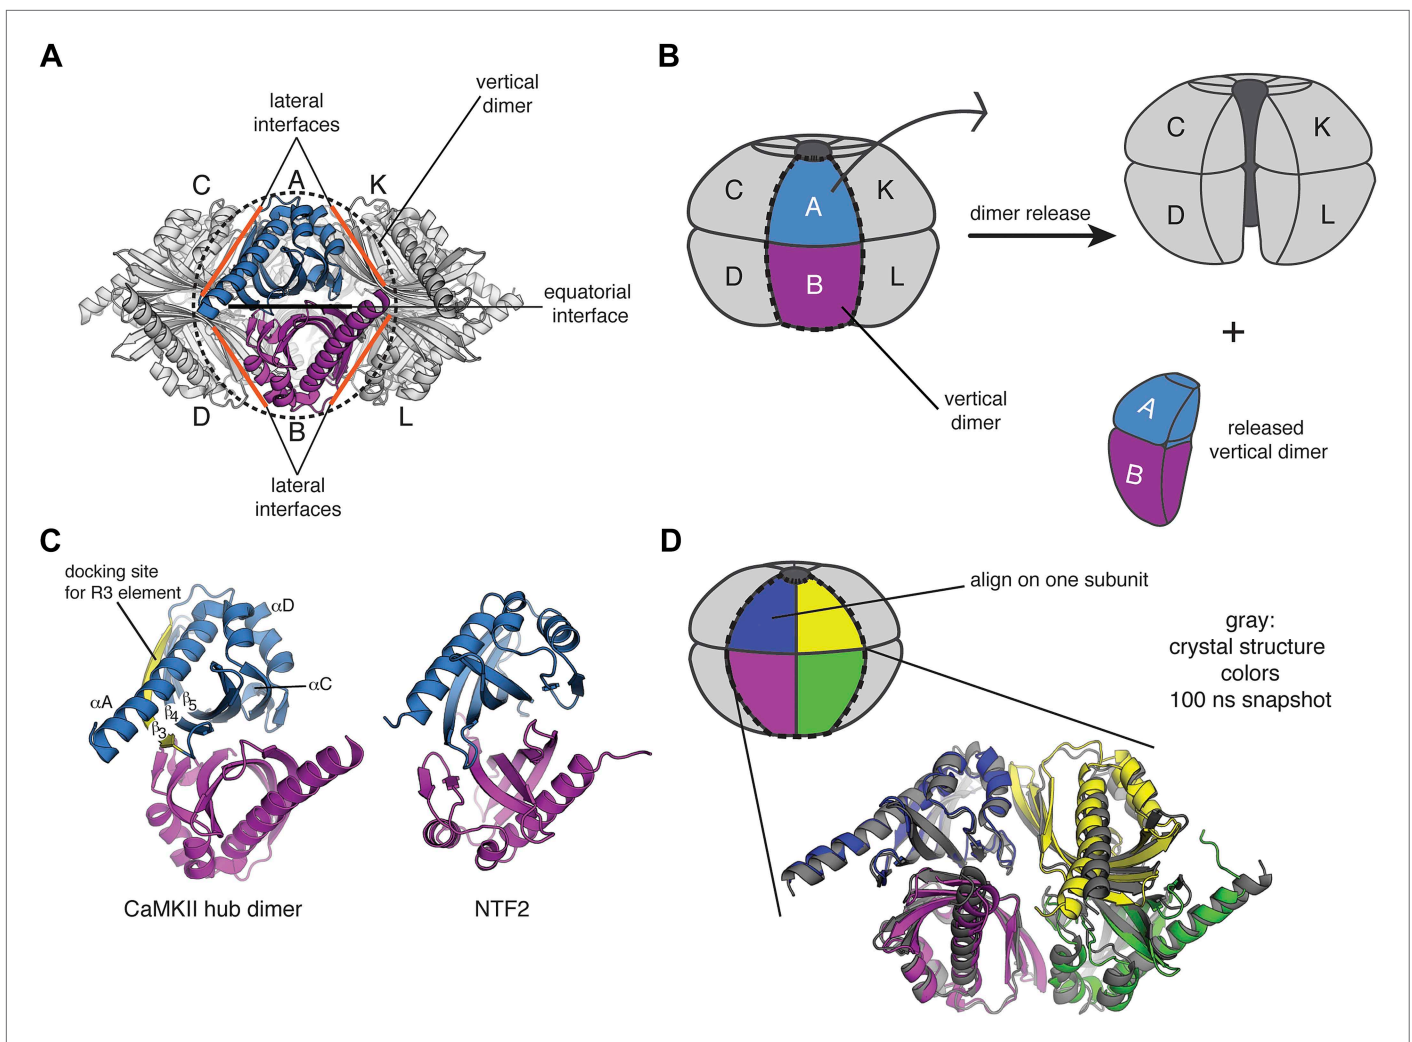 A
lateral
interfaces
vertical
dimer
C
A
K
equatorial
interface
D
B
L
lateral
interfaces
B
C
A
K
D
B
L
dimer release
C
K
D
L
+
vertical
dimer
A
B
released
vertical dimer
C
docking site
for R3 element
αD
αC
αA
β5
β4
β3
CaMKII hub dimer
NTF2
D
align on one subunit
gray:
crystal structure
colors
100 ns snapshot